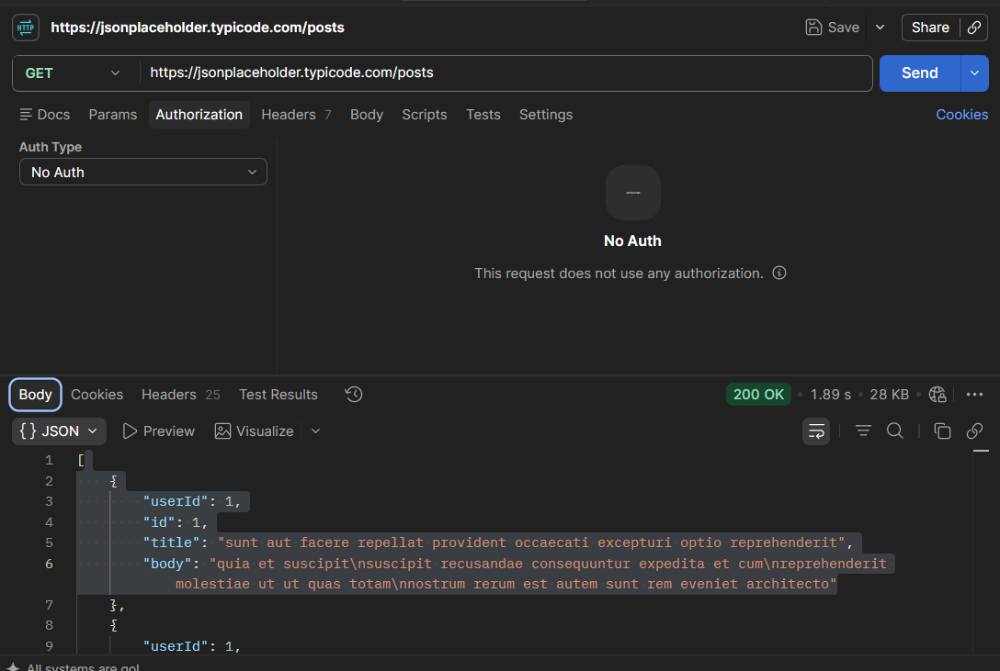 HTTP https://jsonplaceholder.typicode.com/posts Save Share
GET https://jsonplaceholder.typicode.com/posts Send
Docs Params Authorization Headers 7 Body Scripts Tests Settings Cookies
Auth Type
No Auth
No Auth
This request does not use any authorization.
Body Cookies Headers 25 Test Results 200 OK • 1.89 s • 28 KB •
{} JSON Preview Visualize
1 [
2 {
3 "userId": 1,
4 "id": 1,
5 "title": "sunt aut facere repellat provident occaecati excepturi optio reprehenderit",
6 "body": "quia et suscipit\nsuscipit recusandae consequuntur expedita et cum\nreprehenderit
molestiae ut ut quas totam\nnostrum rerum est autem sunt rem eveniet architecto"
7 },
8 {
9 "userId": 1,
All systems are go!